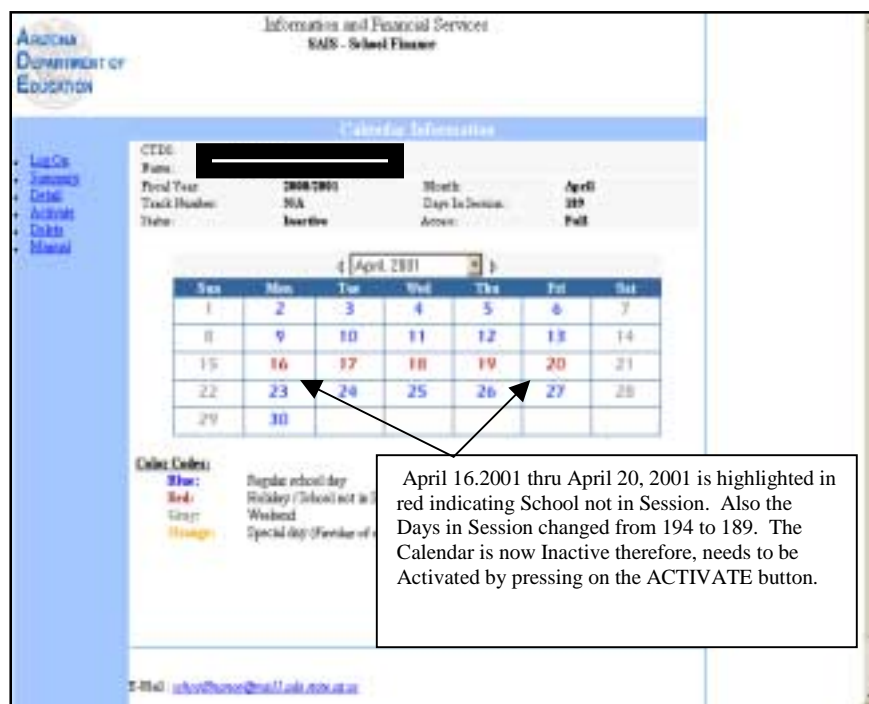 Information and Financial Services
SAIS - School Finance
ARIZONA
DEPARTMENT OF
EDUCATION
Calendar Information
Log On
Summary
Detail
Activate
Delete
Manual
CTDS:
Name:
Fiscal Year: 2000/2001 Month: April
Track Number: N/A Days In Session: 189
Status: Inactive Access: Full
April, 2001
Sun Mon Tue Wed Thu Fri Sat
1 2 3 4 5 6 7
8 9 10 11 12 13 14
15 16 17 18 19 20 21
22 23 24 25 26 27 28
29 30
Color Codes:
Blue: Regular school day
Red: Holiday / School not in
Gray: Weekend
Orange: Special day
April 16.2001 thru April 20, 2001 is highlighted in
red indicating School not in Session. Also the
Days in Session changed from 194 to 189. The
Calendar is now Inactive therefore, needs to be
Activated by pressing on the ACTIVATE button.
E-Mail: